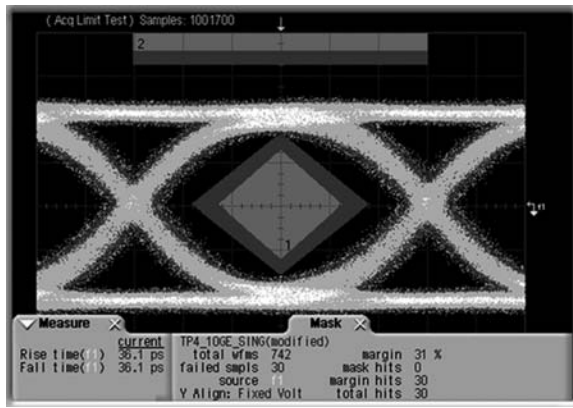 ( Acq Limit Test ) Samples: 1001700
2
1
f1
Measure
current
Rise time(f1) 36.1 ps
Fall time(f1) 36.1 ps
Mask
TP4_10GE_SING(modified)
total wfms 742 margin 31 %
failed smpls 30 mask hits 0
source f1 margin hits 30
Y Align: Fixed Volt total hits 30